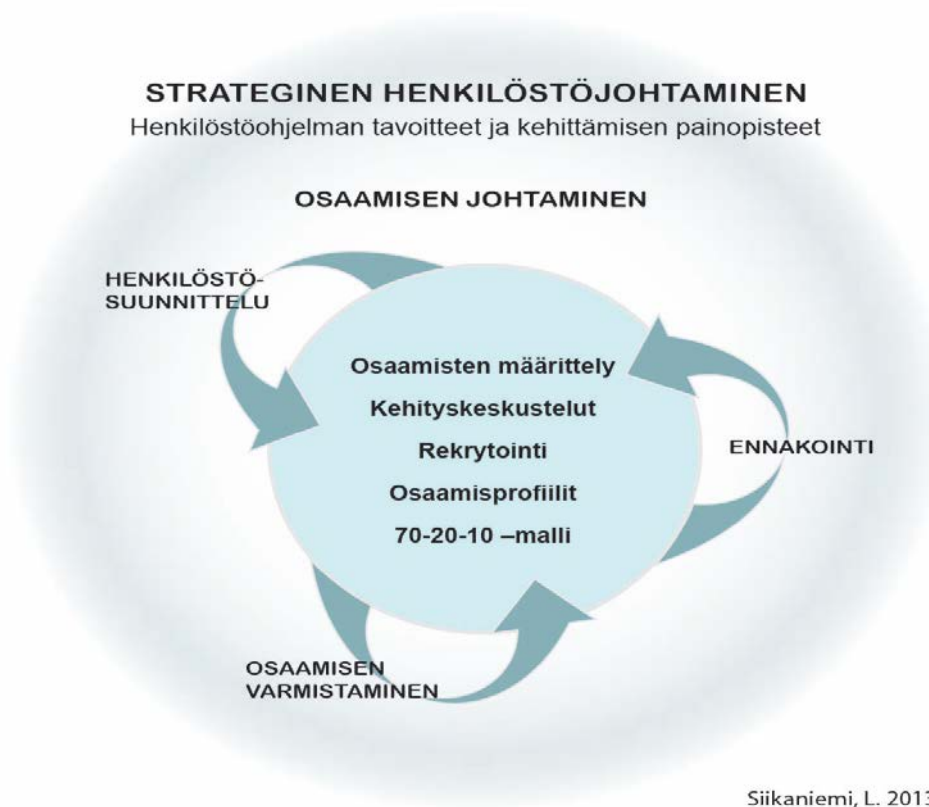 STRATEGINEN HENKILÖSTÖJOHTAMINEN
Henkilöstöohjelman tavoitteet ja kehittämisen painopisteet
OSAAMISEN JOHTAMINEN
HENKILÖSTÖ-
SUUNNITTELU
Osaamisten määrittely
Kehityskeskustelut
Rekrytointi
Osaamisprofiilit
70-20-10 –malli
ENNAKOINTI
OSAAMISEN
VARMISTAMINEN
Siikaniemi, L. 2013